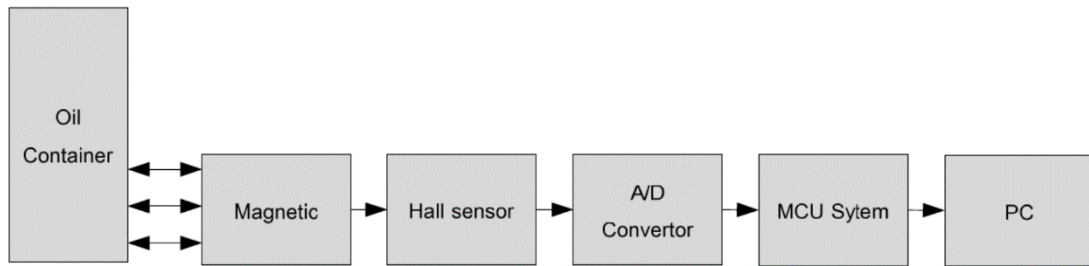 Oil
Container
Magnetic
Hall sensor
A/D
Convertor
MCU Sytem
PC